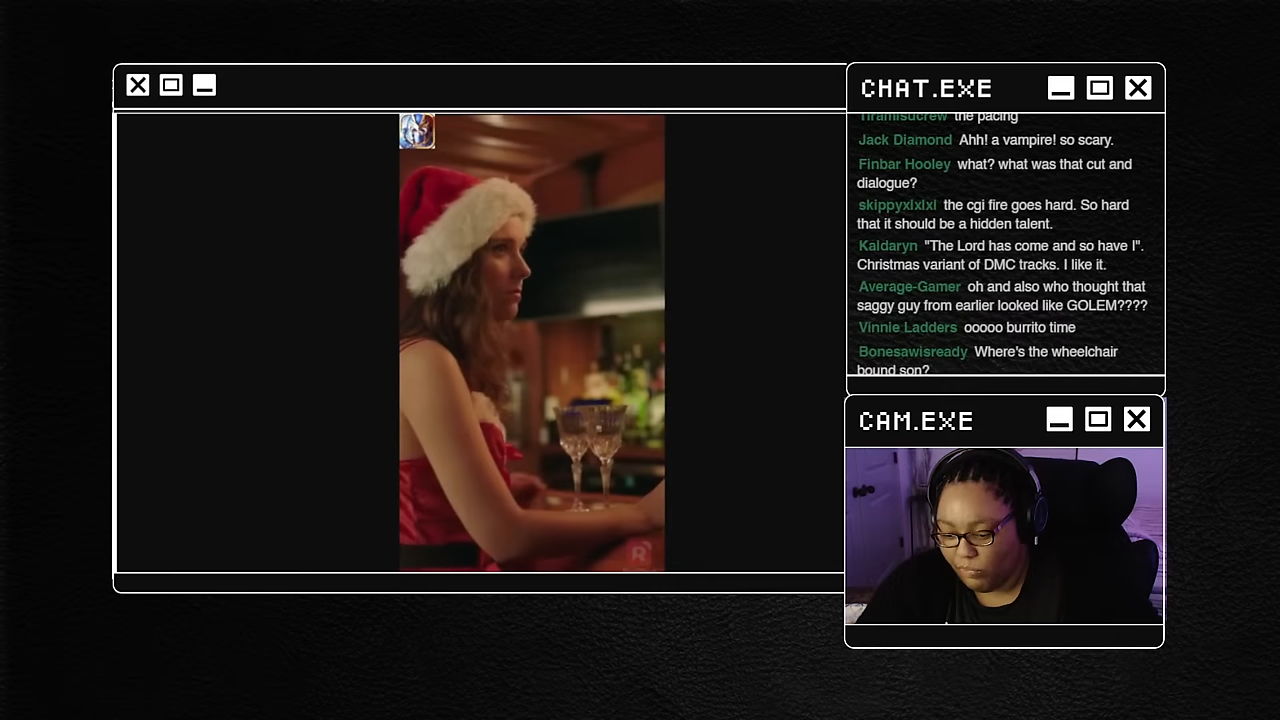 CHAT.EXE
Tiramisucrew the pacing
Jack Diamond Ahh! a vampire! so scary.
Finbar Hooley what? what was that cut and
dialogue?
skippyxlxlxl the cgi fire goes hard. So hard
that it should be a hidden talent.
Kaldaryn "The Lord has come and so have I".
Christmas variant of DMC tracks. I like it.
Average-Gamer oh and also who thought that
saggy guy from earlier looked like GOLEM????
Vinnie Ladders ooooo burrito time
Bonesawisready Where's the wheelchair
bound son?
CAM.EXE
R